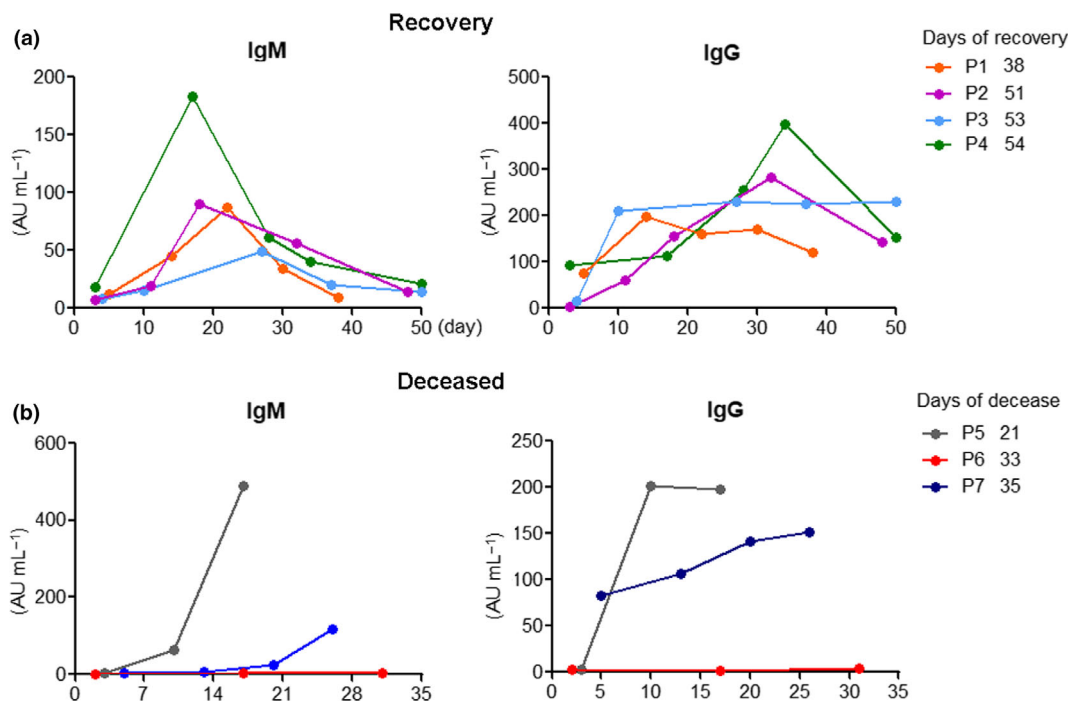 Recovery
(a)
IgM
IgG
Days of recovery
P1 38
P2 51
P3 53
P4 54
(AU mL⁻¹)
200
150
100
50
0
0 10 20 30 40 50 (day)
(AU mL⁻¹)
500
400
300
200
100
0
0 10 20 30 40 50
Deceased
(b)
IgM
IgG
Days of decease
P5 21
P6 33
P7 35
(AU mL⁻¹)
600
400
200
0
0 7 14 21 28 35
(AU mL⁻¹)
250
200
150
100
50
0
0 5 10 15 20 25 30 35